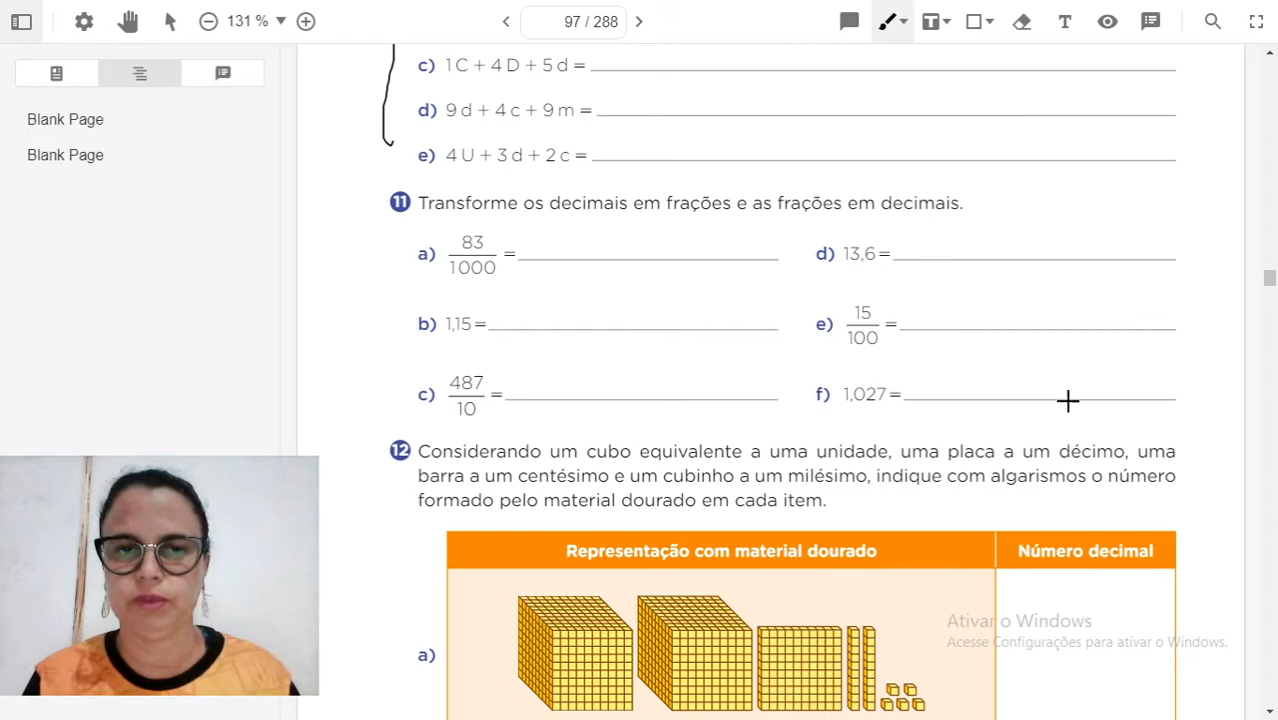 131 %
97 / 288
Blank Page
Blank Page
c) 1 C + 4 D + 5 d =
d) 9 d + 4 c + 9 m =
e) 4 U + 3 d + 2 c =
11 Transforme os decimais em frações e as frações em decimais.
a) 83/1000 =
d) 13,6 =
b) 1,15 =
e) 15/100 =
c) 487/10 =
f) 1,027 =
12 Considerando um cubo equivalente a uma unidade, uma placa a um décimo, uma
barra a um centésimo e um cubinho a um milésimo, indique com algarismos o número
formado pelo material dourado em cada item.
Representação com material dourado
Número decimal
a)
Ativar o Windows
Acesse Configurações para ativar o Windows.